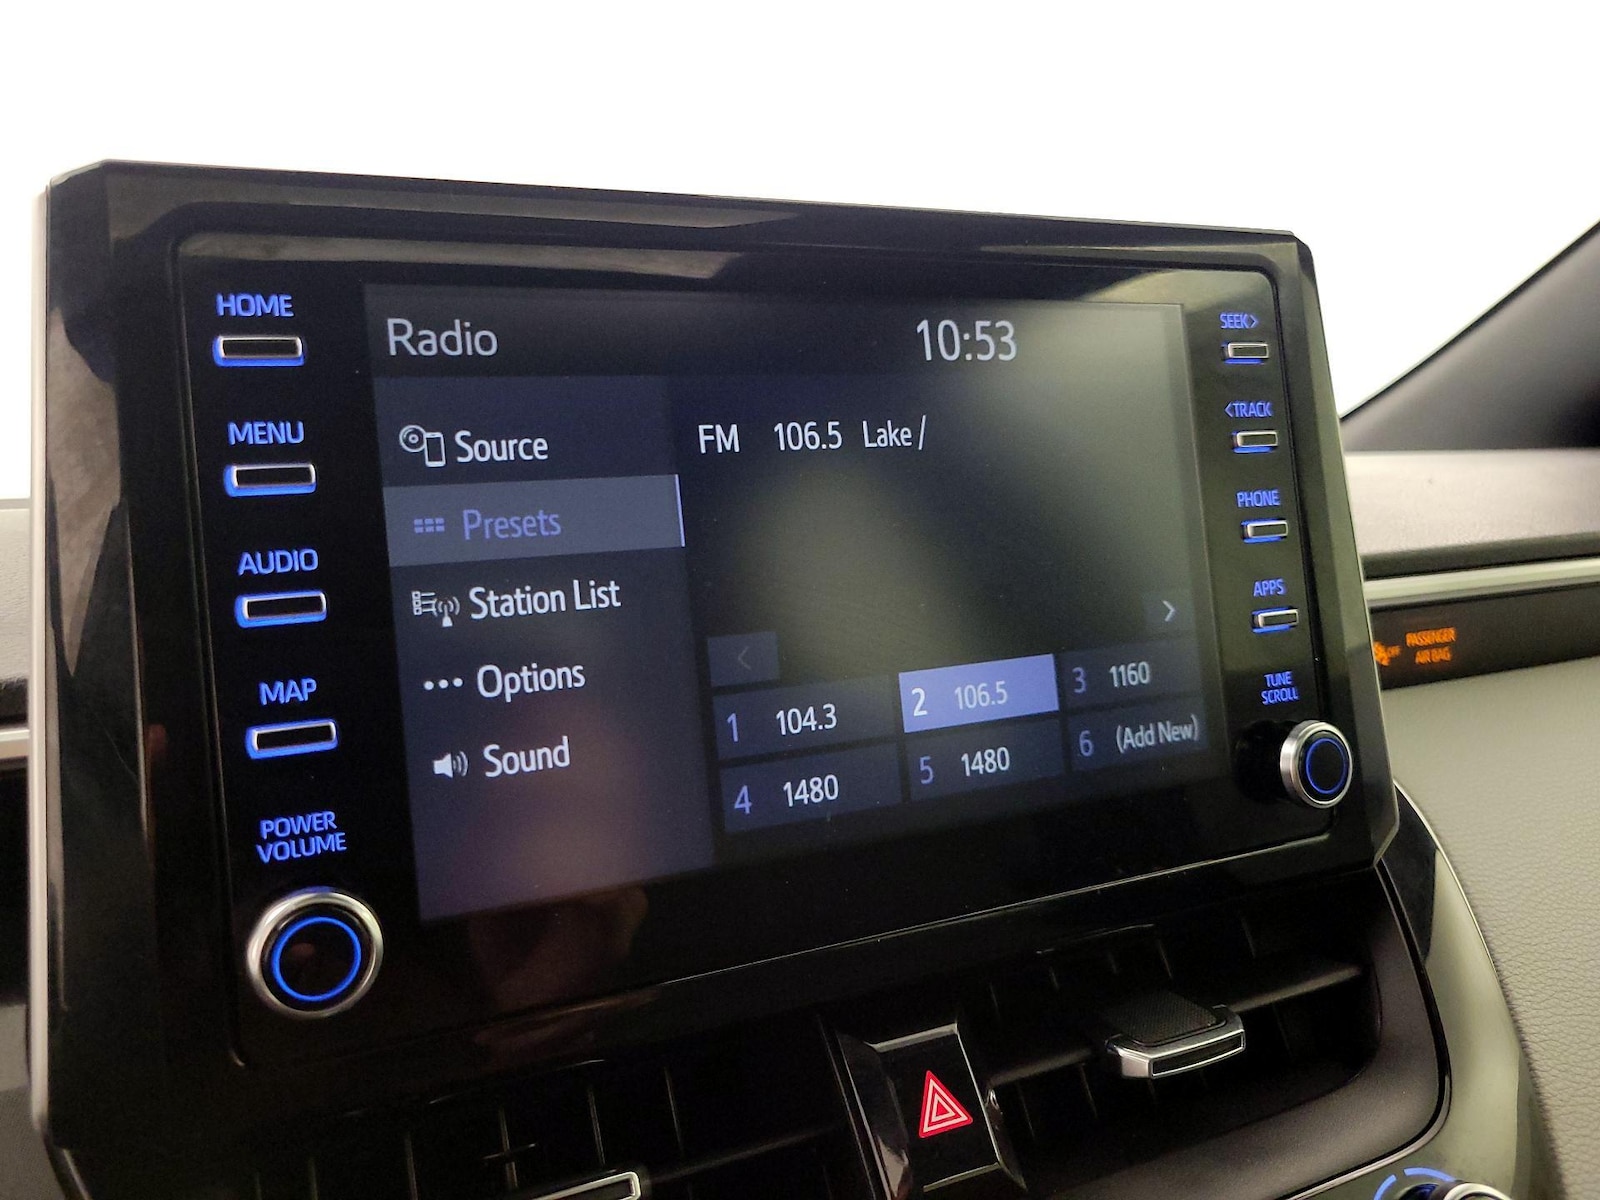 HOME
MENU
AUDIO
MAP
POWER
VOLUME
Radio
10:53
Source
Presets
Station List
Options
Sound
FM 106.5 Lake /
<
>
1 104.3
2 106.5
3 1160
4 1480
5 1480
6 (Add New)
SEEK>
<TRACK
PHONE
APPS
TUNE
SCROLL
OFF
PASSENGER
AIR BAG